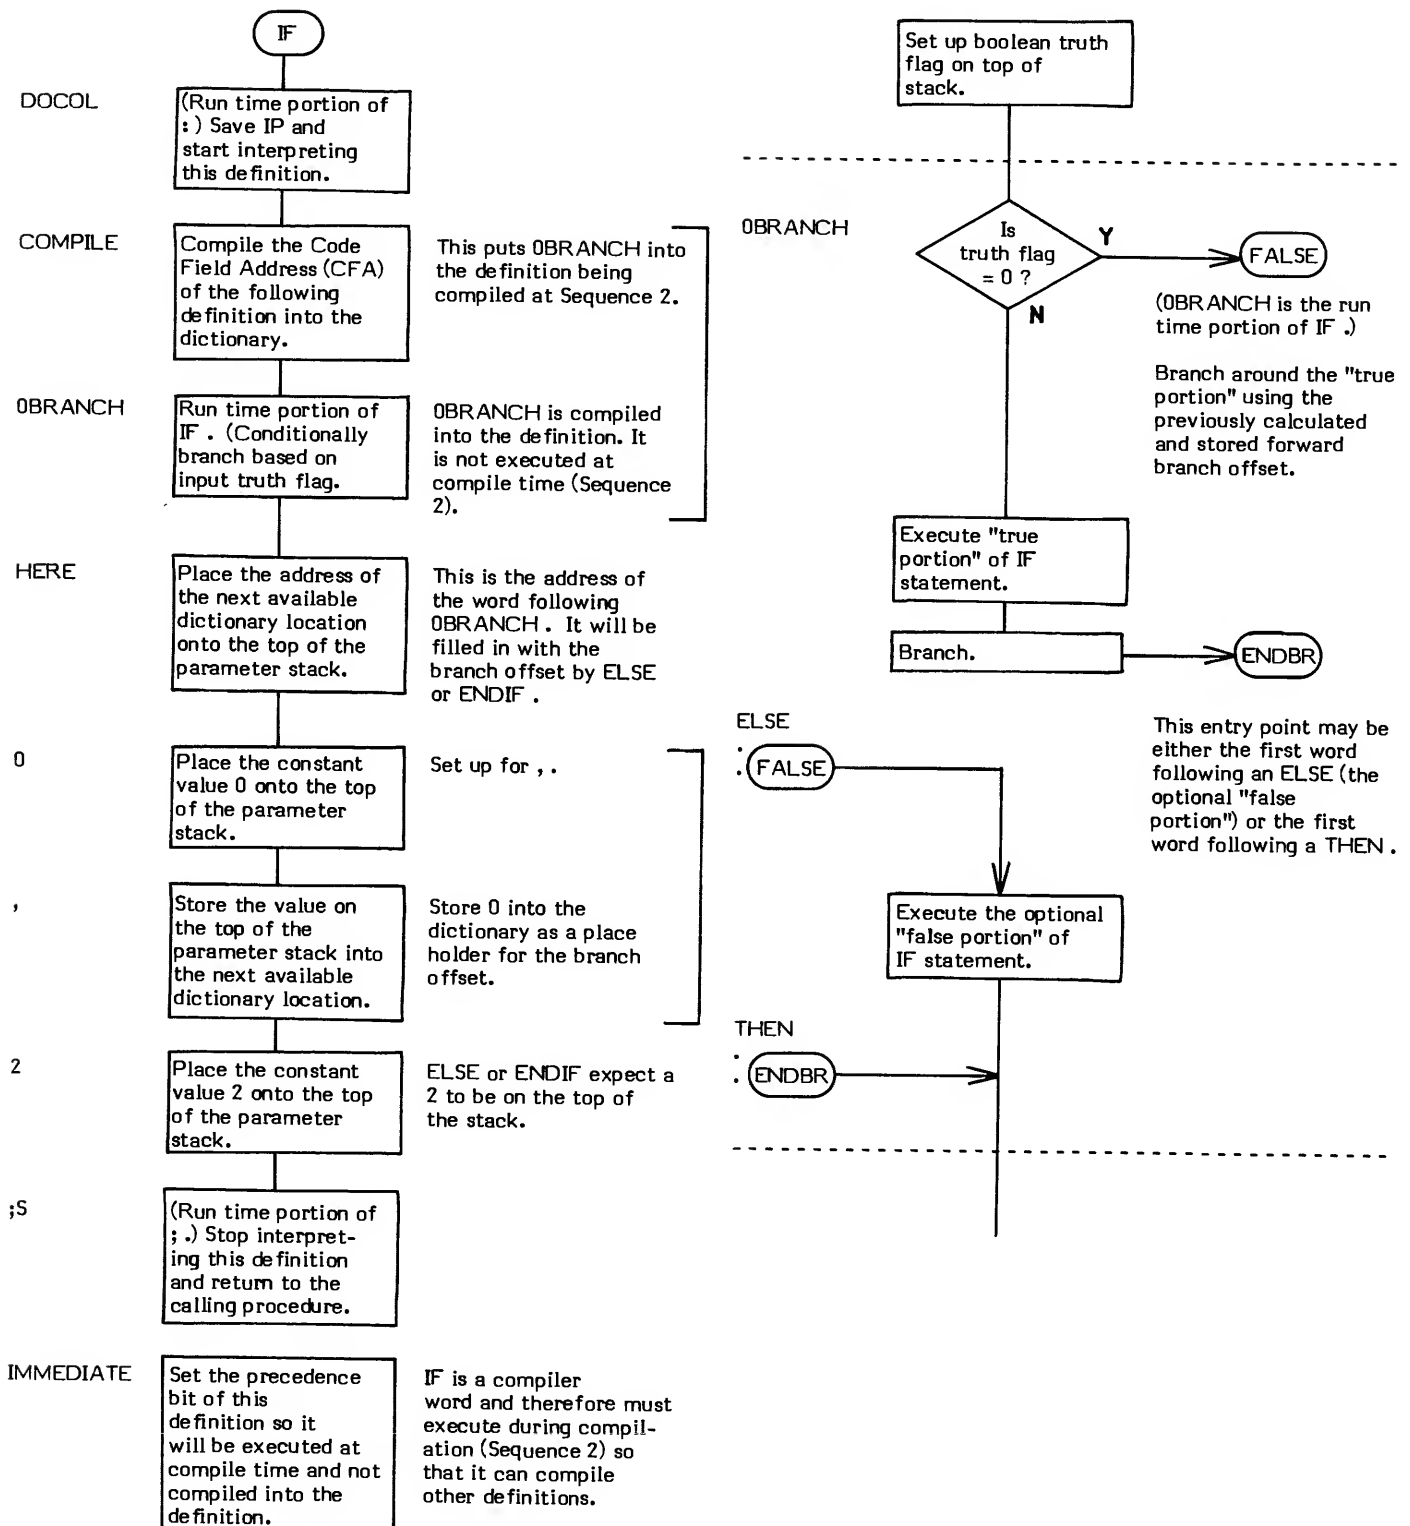 IF
DOCOL
(Run time portion of
: ) Save IP and
start interpreting
this definition.
COMPILE
Compile the Code
Field Address (CFA)
of the following
definition into the
dictionary.
This puts 0BRANCH into
the definition being
compiled at Sequence 2.
0BRANCH
Run time portion of
IF . (Conditionally
branch based on
input truth flag.
0BRANCH is compiled
into the definition. It
is not executed at
compile time (Sequence
2).
HERE
Place the address of
the next available
dictionary location
onto the top of the
parameter stack.
This is the address of
the word following
0BRANCH . It will be
filled in with the
branch offset by ELSE
or ENDIF .
0
Place the constant
value 0 onto the top
of the parameter
stack.
Set up for , .
,
Store the value on
the top of the
parameter stack into
the next available
dictionary location.
Store 0 into the
dictionary as a place
holder for the branch
offset.
2
Place the constant
value 2 onto the top
of the parameter
stack.
ELSE or ENDIF expect a
2 to be on the top of
the stack.
;S
(Run time portion of
; .) Stop interpret-
ing this definition
and return to the
calling procedure.
IMMEDIATE
Set the precedence
bit of this
definition so it
will be executed at
compile time and not
compiled into the
definition.
IF is a compiler
word and therefore must
execute during compil-
ation (Sequence 2) so
that it can compile
other definitions.
Set up boolean truth
flag on top of
stack.
0BRANCH
Is
truth flag
= 0 ?
Y
N
FALSE
(0BRANCH is the run
time portion of IF .)
Branch around the "true
portion" using the
previously calculated
and stored forward
branch offset.
Execute "true
portion" of IF
statement.
Branch.
ENDBR
ELSE
:
FALSE
This entry point may be
either the first word
following an ELSE (the
optional "false
portion") or the first
word following a THEN .
Execute the optional
"false portion" of
IF statement.
THEN
:
ENDBR